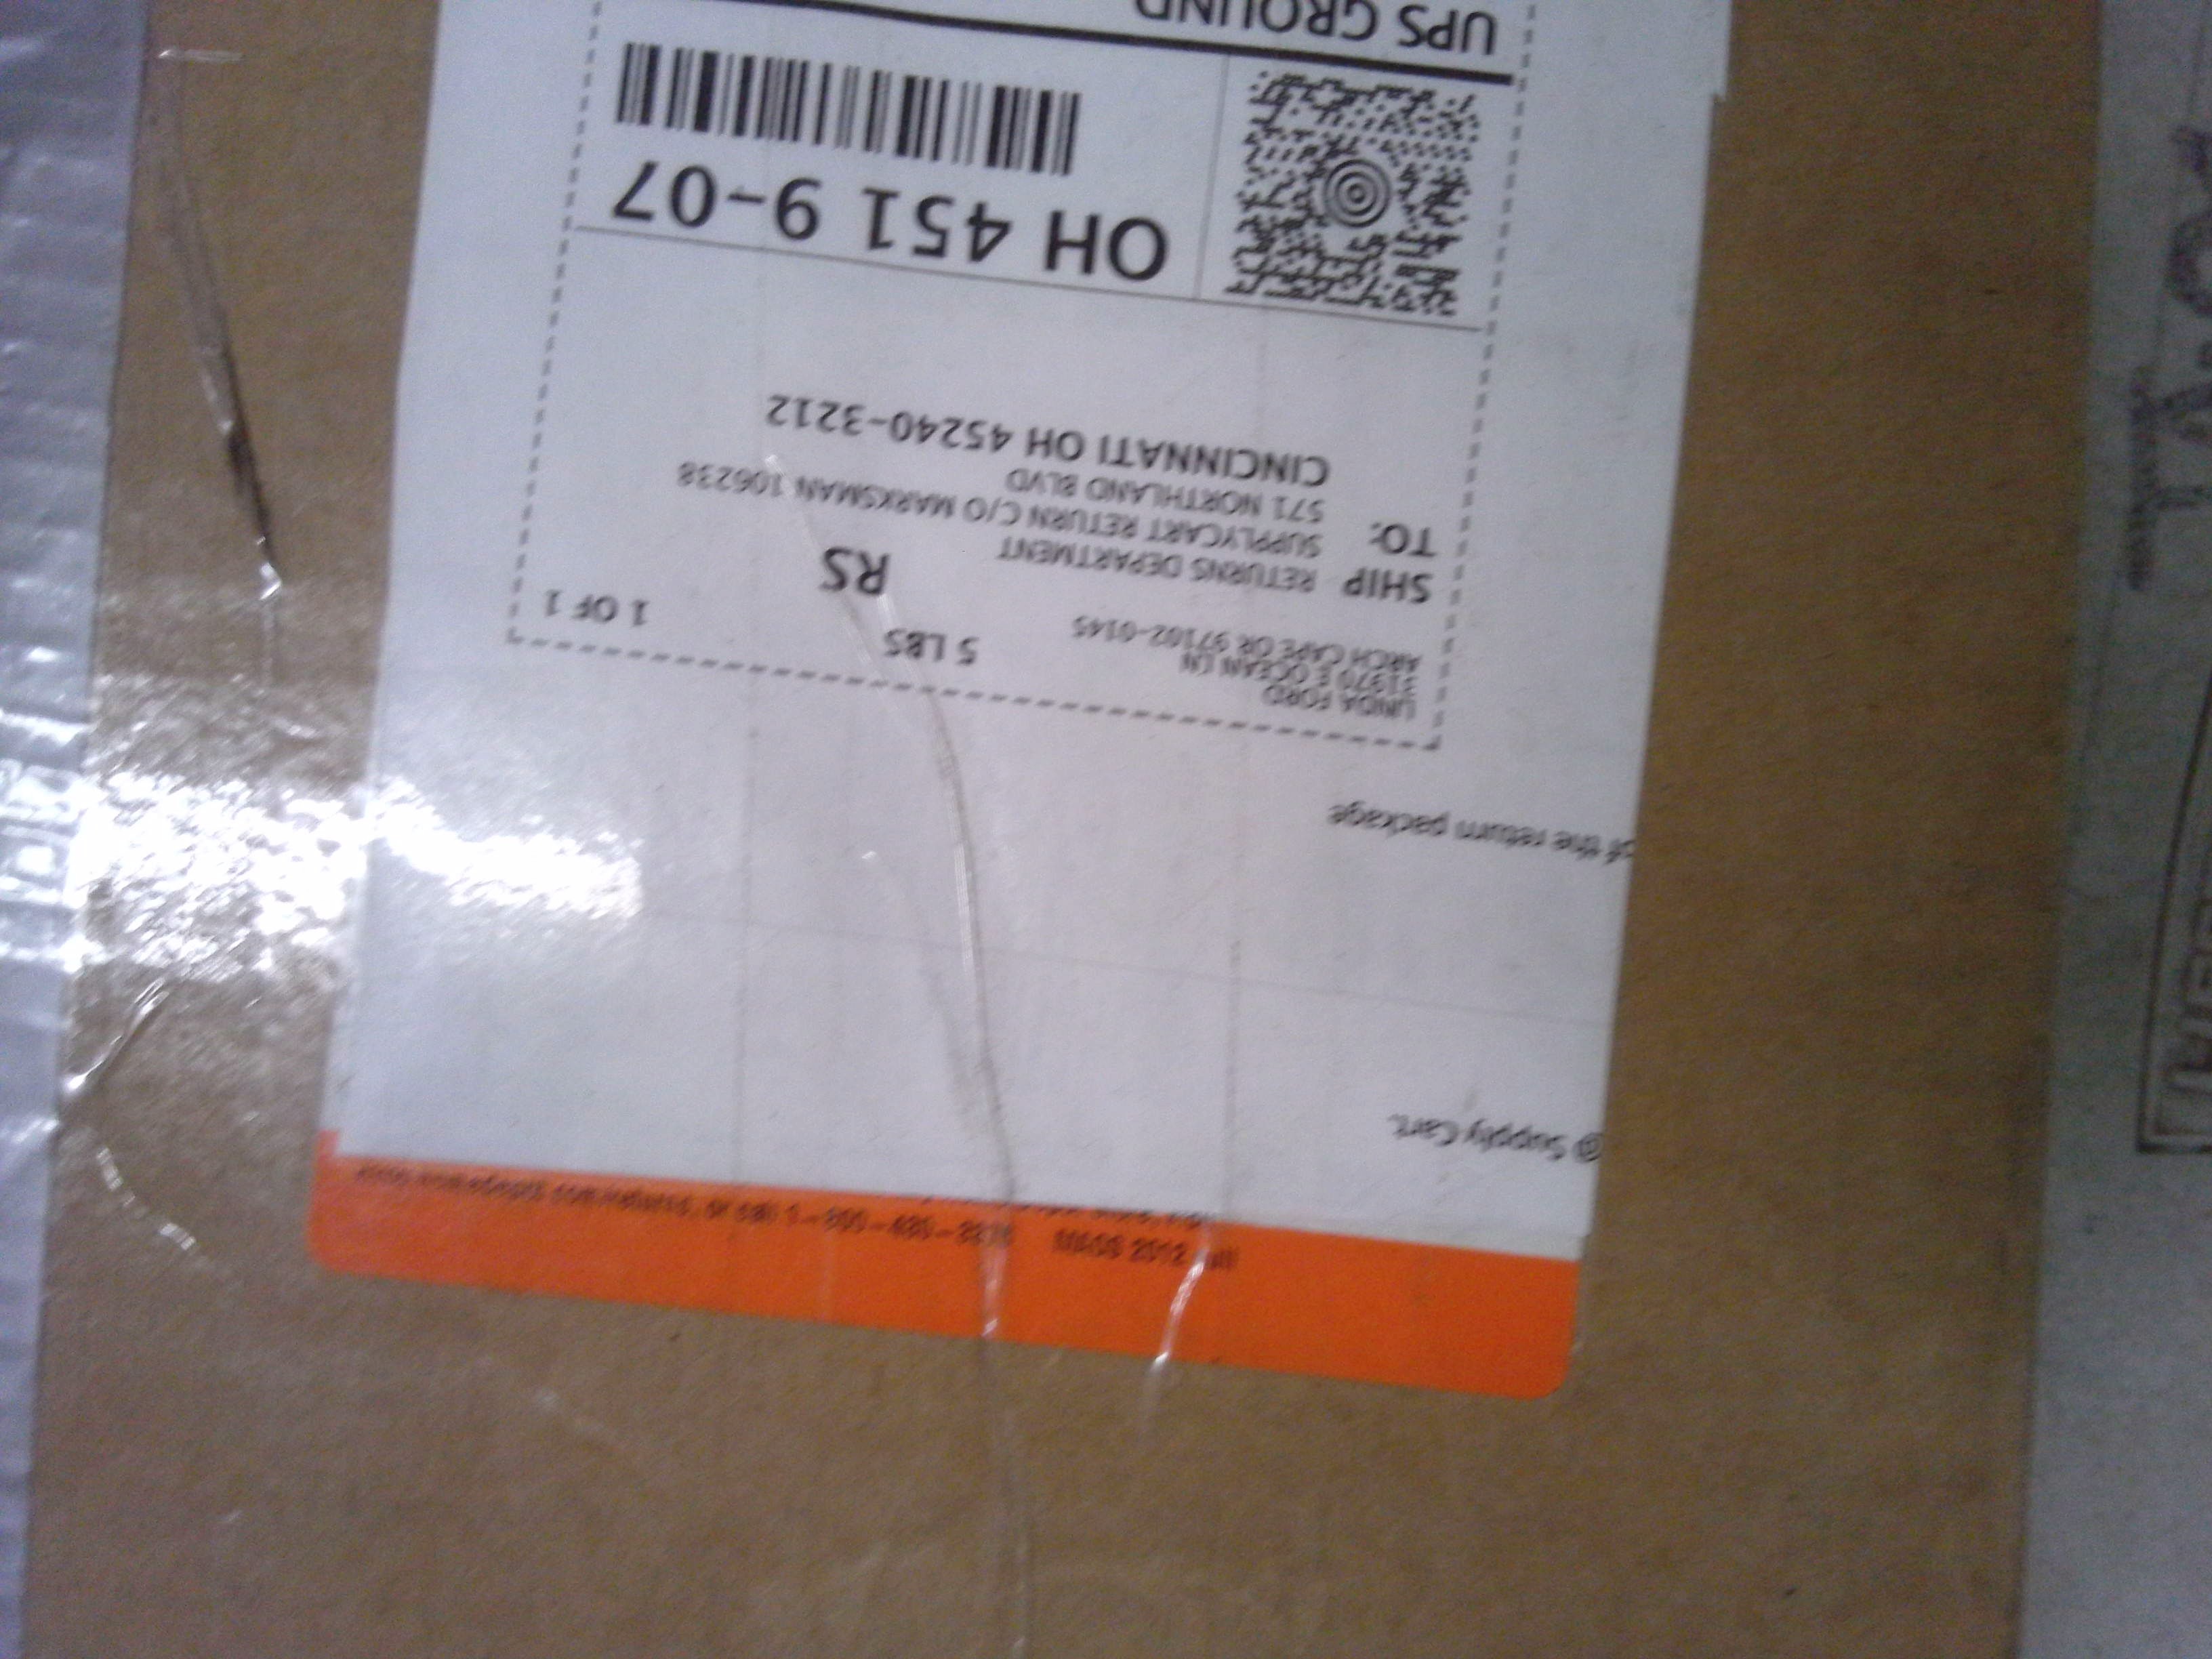 @ Supply Cart.
of the return package
LINDA FORD
E OCEAN LN
ARCH CAPE OR 97102-0145
5 LBS
1 OF 1
RS
SHIP
TO:
RETURNS DEPARTMENT
SUPPLYCART RETURN C/O MARKSMAN 106238
571 NORTHLAND BLVD
CINCINNATI OH 45240-3212
OH 451 9-07
UPS GROUND